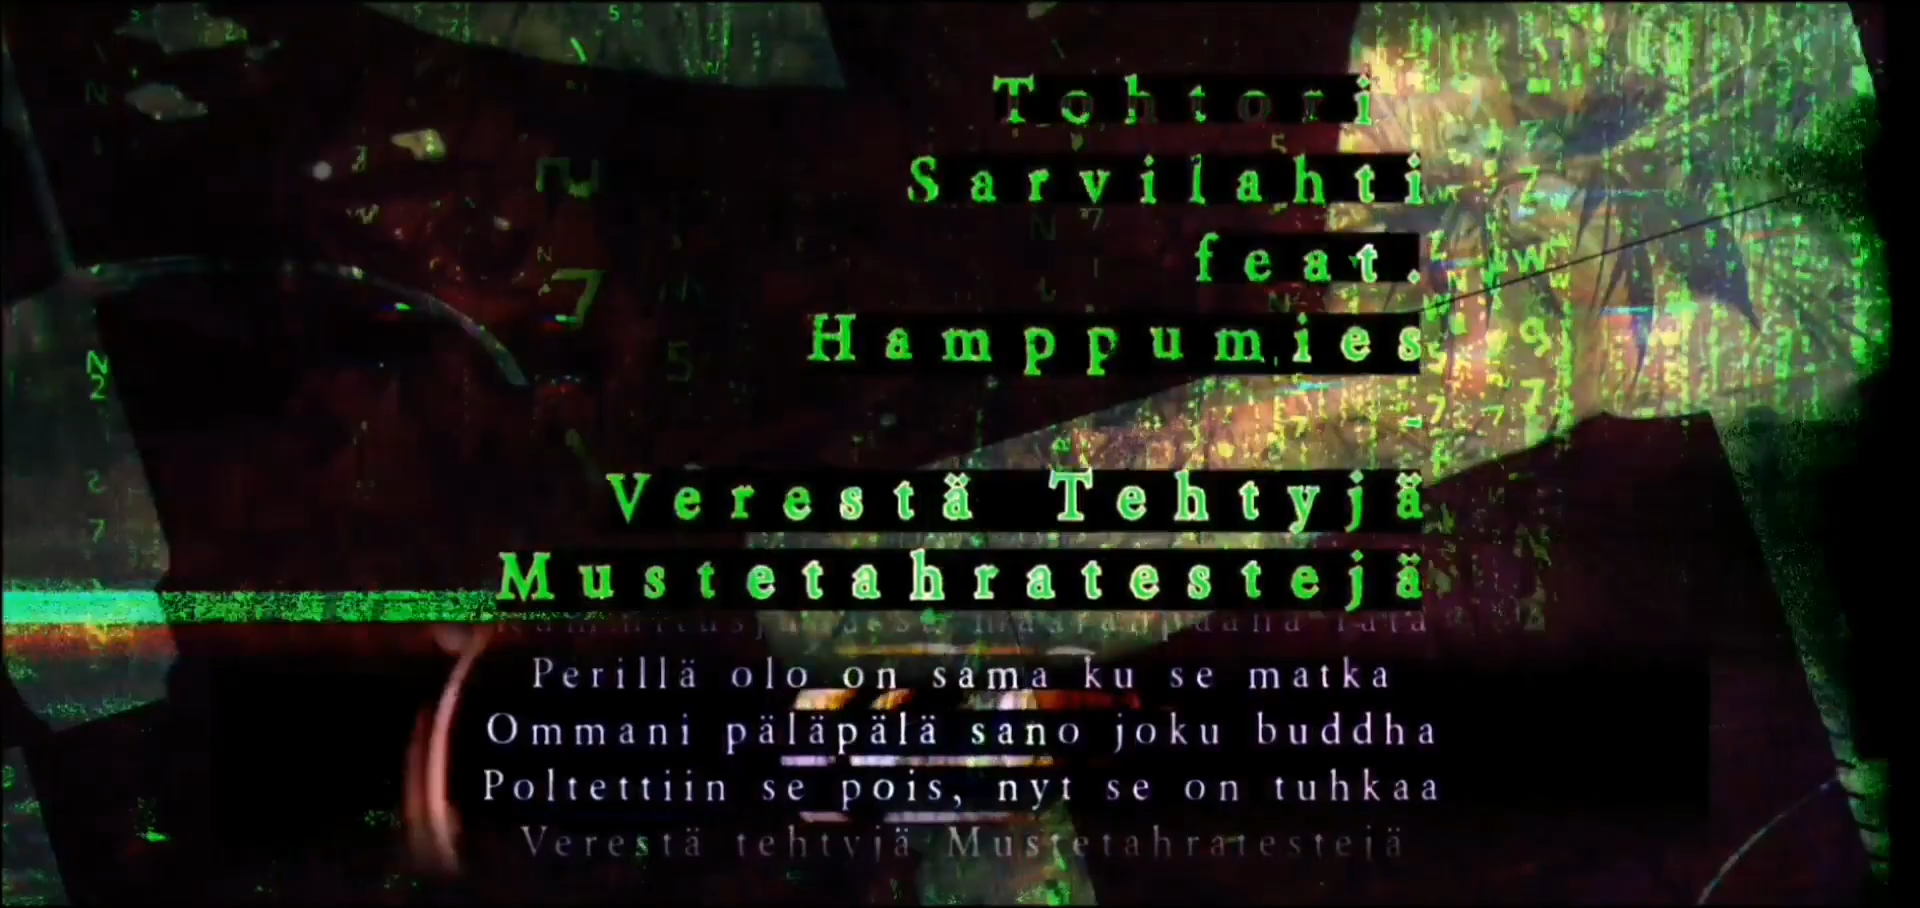 Tohtori
Sarvilahti
feat.
Hamppumies
Verestä Tehtyjä
Mustetahratestejä
Perillä olo on sama ku se matka
Ommani päläpälä sano joku buddha
Poltettiin se pois, nyt se on tuhkaa
Verestä tehtyjä Mustetahratestejä